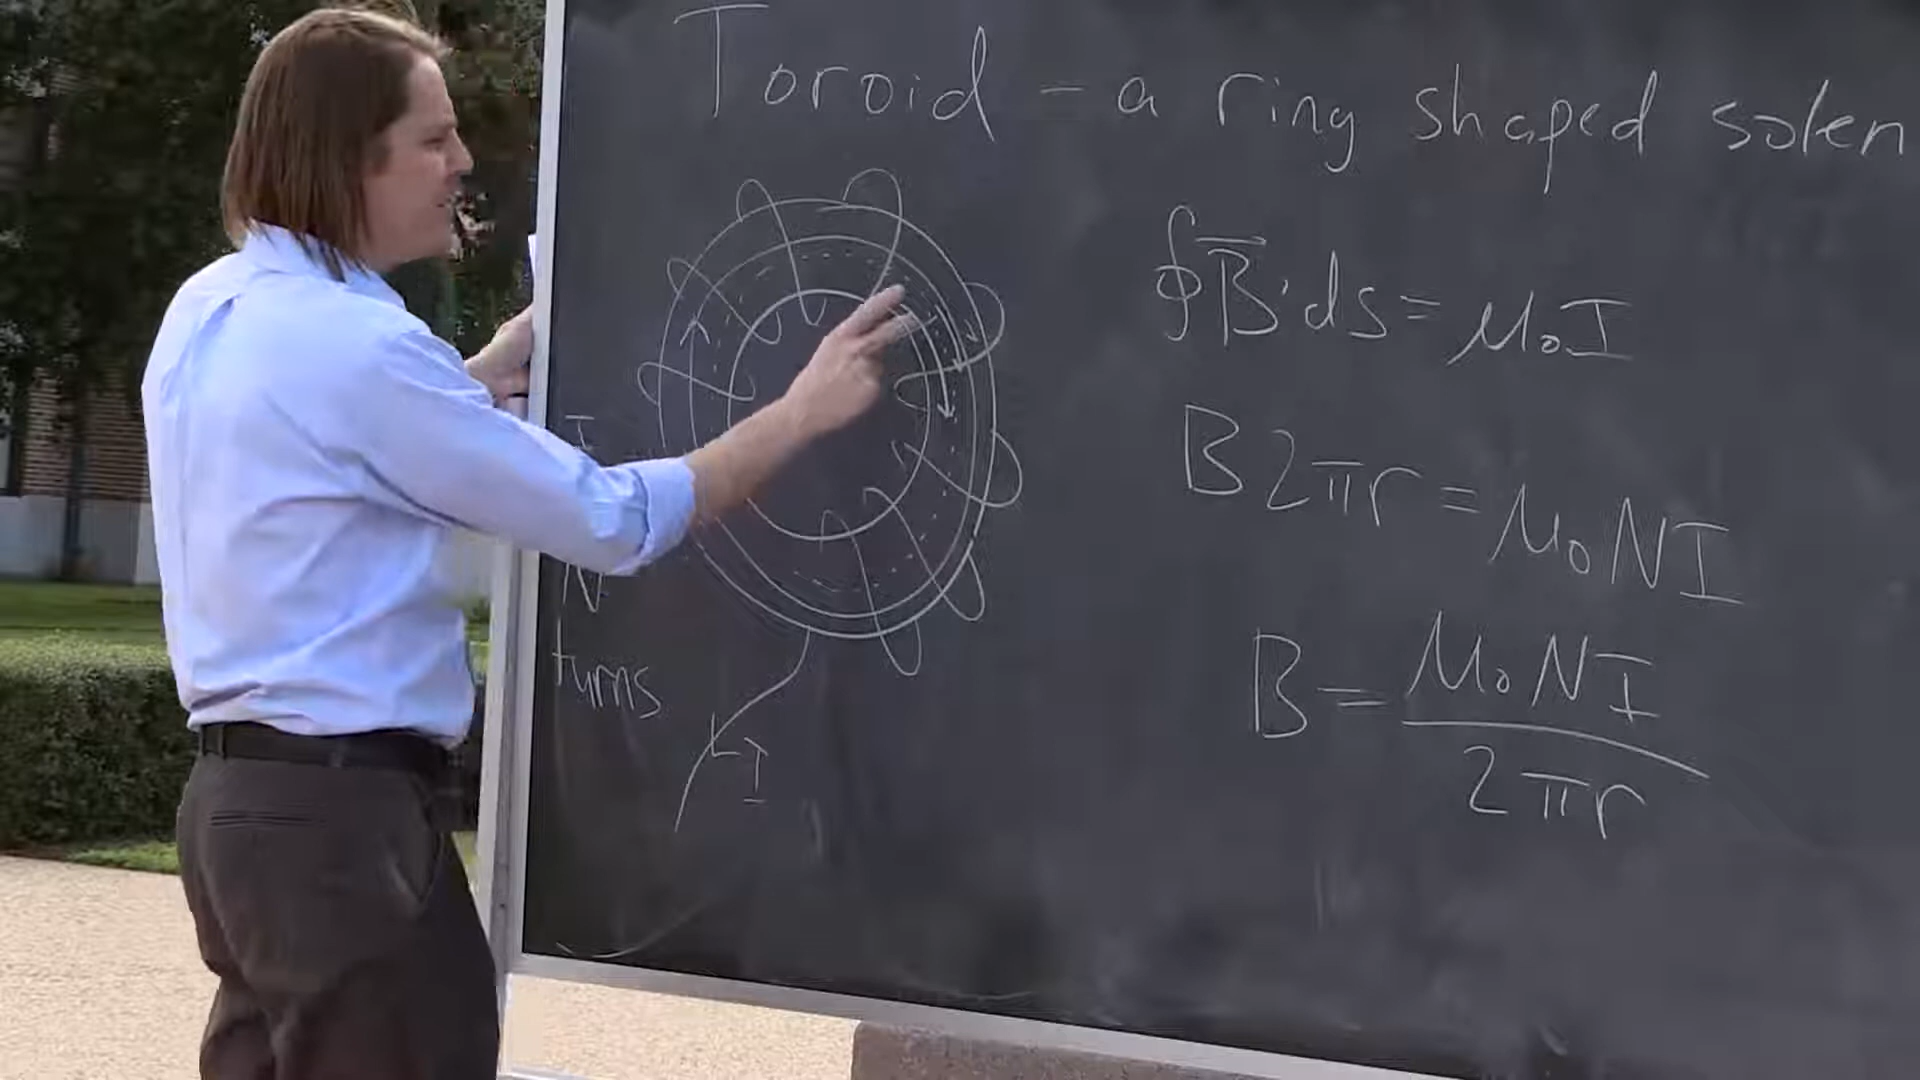 Toroid - a ring shaped solen
∮B⃗·ds = μ₀I
B2πr = μ₀NI
B = μ₀NI / 2πr
I
N
turns
I